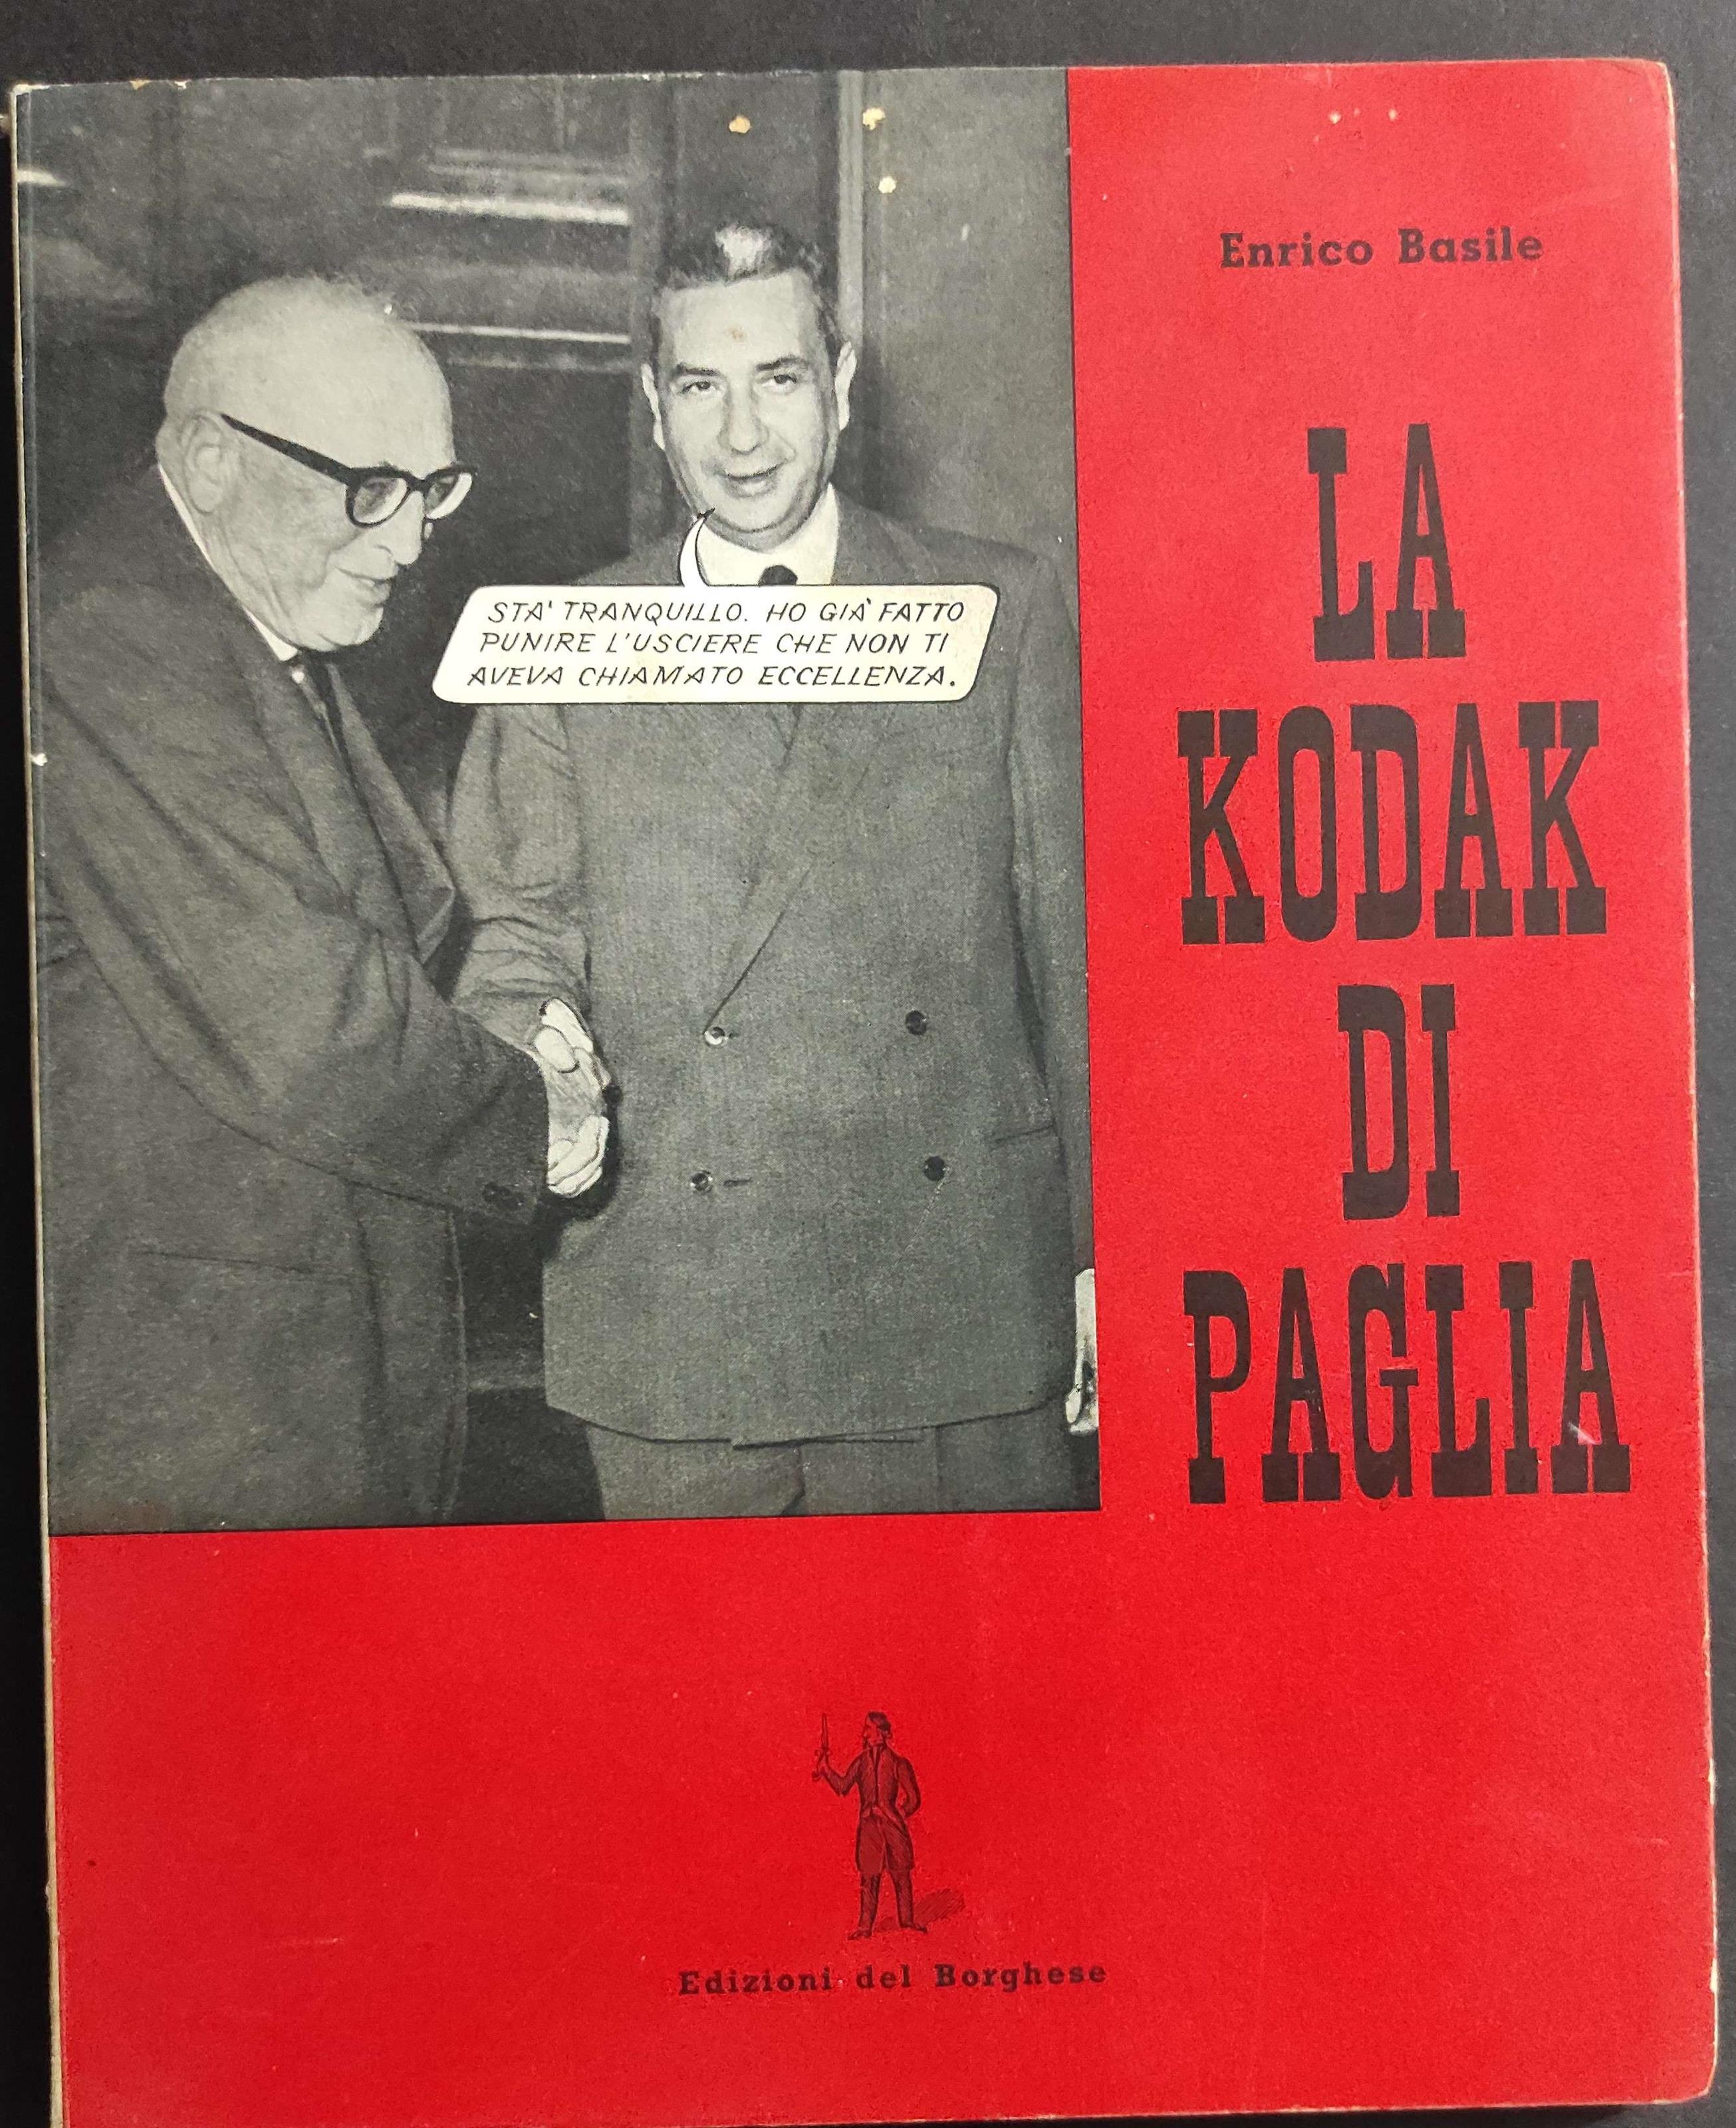 Enrico Basile
LA
KODAK
DI
PAGLIA
STA' TRANQUILLO. HO GIÀ FATTO
PUNIRE L'USCIERE CHE NON TI
AVEVA CHIAMATO ECCELLENZA.
Edizioni del Borghese